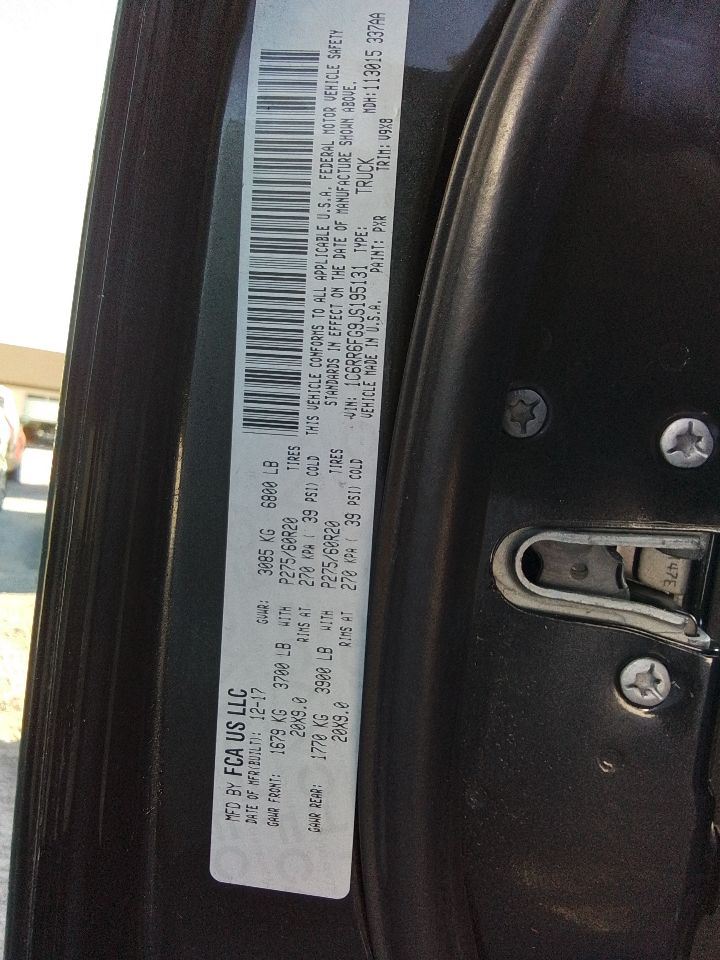 MFD BY FCA US LLC
DATE OF MFR(BUILT): 12-17 GVWR: 3085 KG 6800 LB
GAWR FRONT: 1679 KG 3700 LB WITH P275/60R20 TIRES
20X9.0 RIMS AT 270 KPA ( 39 PSI) COLD
GAWR REAR: 1770 KG 3900 LB WITH P275/60R20 TIRES
20X9.0 RIMS AT 270 KPA ( 39 PSI) COLD
THIS VEHICLE CONFORMS TO ALL APPLICABLE U.S.A. FEDERAL MOTOR VEHICLE SAFETY
STANDARDS IN EFFECT ON THE DATE OF MANUFACTURE SHOWN ABOVE.
VIN: 1C6RR6FG9JS195131 TYPE: TRUCK MDH:113015 337AA
VEHICLE MADE IN U.S.A. PAINT: PXR TRIM: V9X8
47E